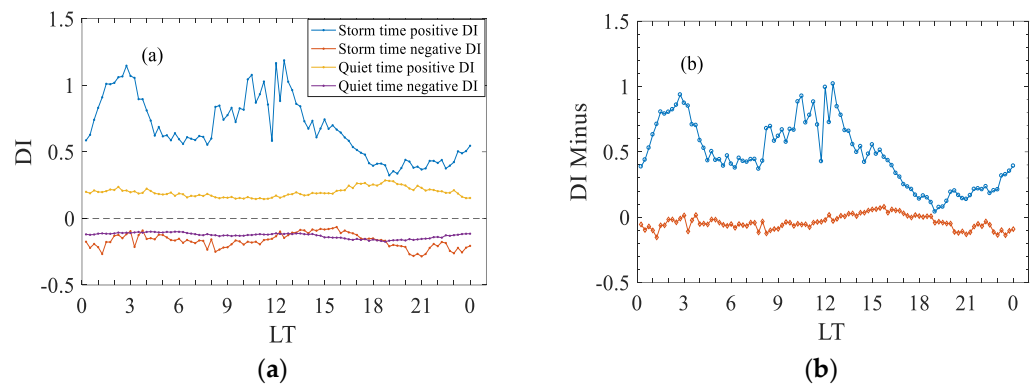 1.5
1
0.5
0
-0.5
DI
(a)
Storm time positive DI
Storm time negative DI
Quiet time positive DI
Quiet time negative DI
0 3 6 9 12 15 18 21 0
LT
(a)
1.5
1
0.5
0
-0.5
DI Minus
(b)
0 3 6 9 12 15 18 21 0
LT
(b)